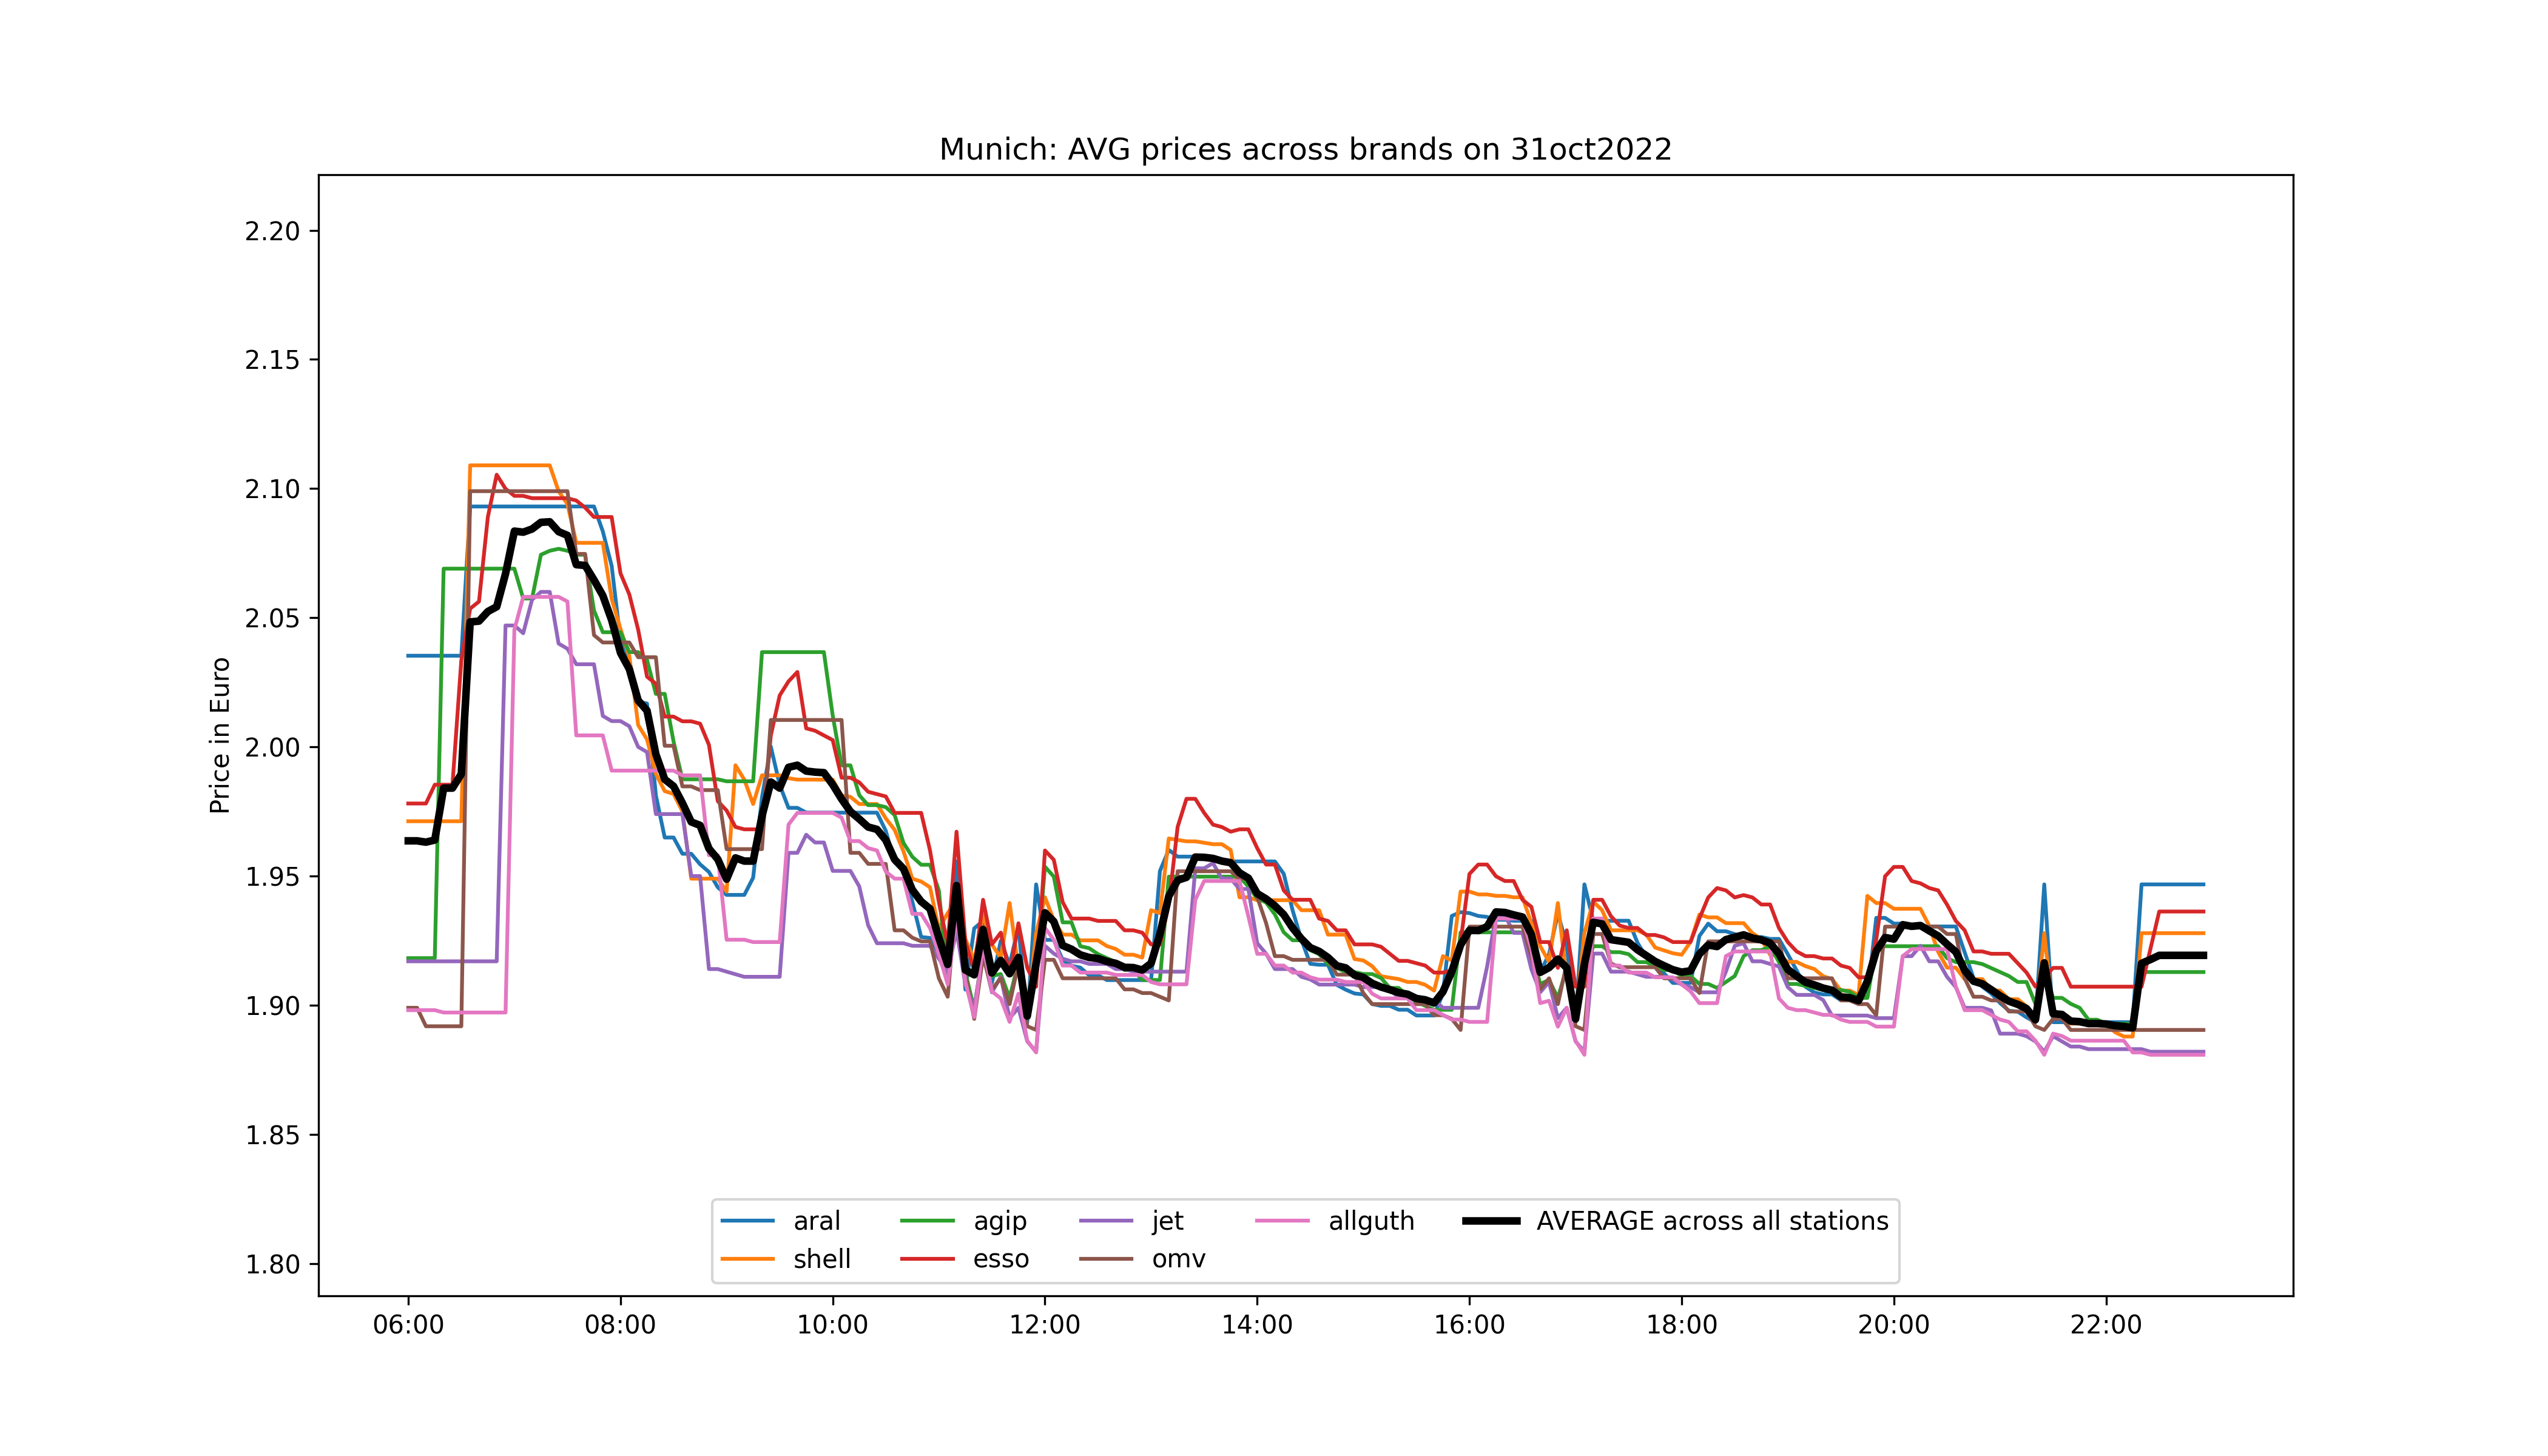 Munich: AVG prices across brands on 31oct2022
Price in Euro
2.20
2.15
2.10
2.05
2.00
1.95
1.90
1.85
1.80
06:00 08:00 10:00 12:00 14:00 16:00 18:00 20:00 22:00
aral agip jet allguth AVERAGE across all stations
shell esso omv